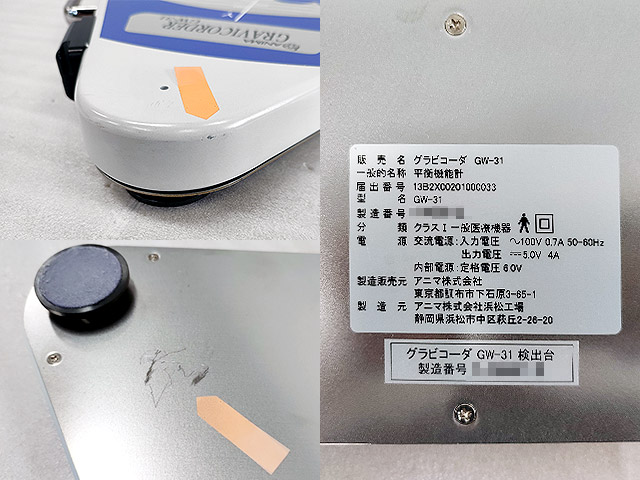 ANIMA
GRAVICORDER
販売名 グラビコーダ GW-31
一般的名称 平衡機能計
届出番号 13B2X00201000033
型名 GW-31
製造番号
分類 クラスⅠ一般医療機器
電源 交流電源:入力電圧 〜100V 0.7A 50-60Hz
出力電圧 ⎓5.0V 4A
内部電源:定格電圧 6.0V
製造販売元 アニマ株式会社
東京都調布市下石原3-65-1
製造元 アニマ株式会社浜松工場
静岡県浜松市中区萩丘2-26-20
グラビコーダ GW-31 検出台
製造番号